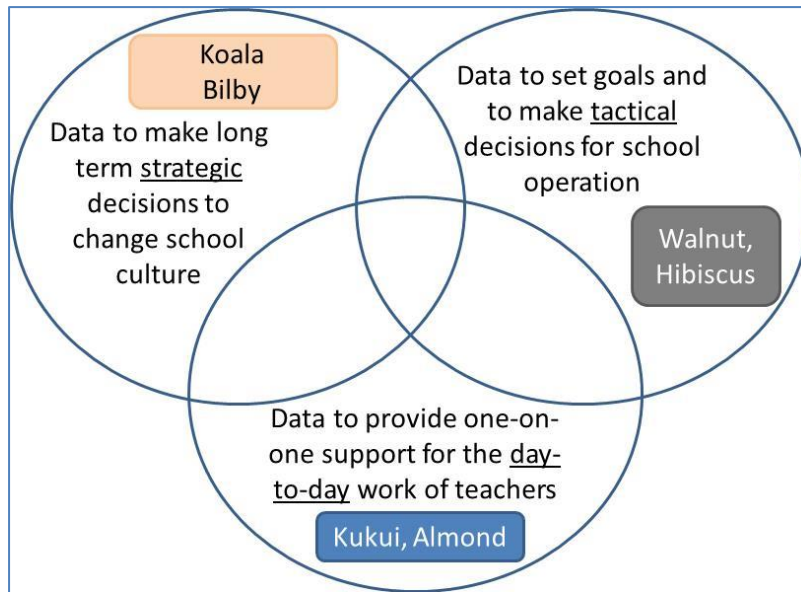 Koala
Bilby
Data to make long
term strategic
decisions to
change school
culture
Data to set goals and
to make tactical
decisions for school
operation
Walnut,
Hibiscus
Data to provide one-on-
one support for the day-
to-day work of teachers
Kukui, Almond